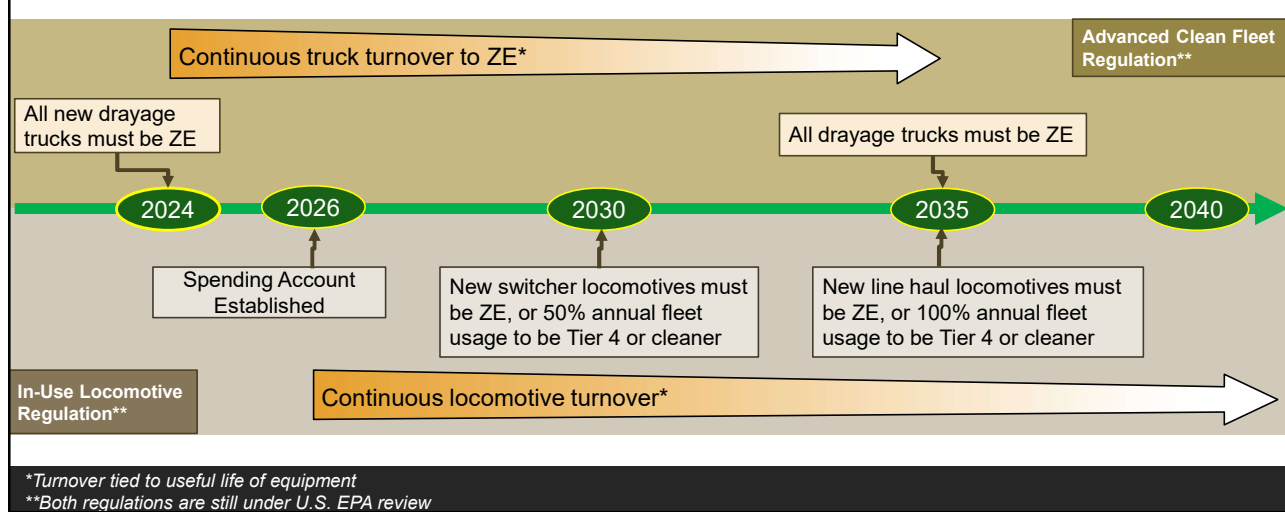 Continuous truck turnover to ZE*
Advanced Clean Fleet
Regulation**
All new drayage
trucks must be ZE
All drayage trucks must be ZE
2024
2026
2030
2035
2040
Spending Account
Established
New switcher locomotives must
be ZE, or 50% annual fleet
usage to be Tier 4 or cleaner
New line haul locomotives must
be ZE, or 100% annual fleet
usage to be Tier 4 or cleaner
In-Use Locomotive
Regulation**
Continuous locomotive turnover*
*Turnover tied to useful life of equipment
**Both regulations are still under U.S. EPA review